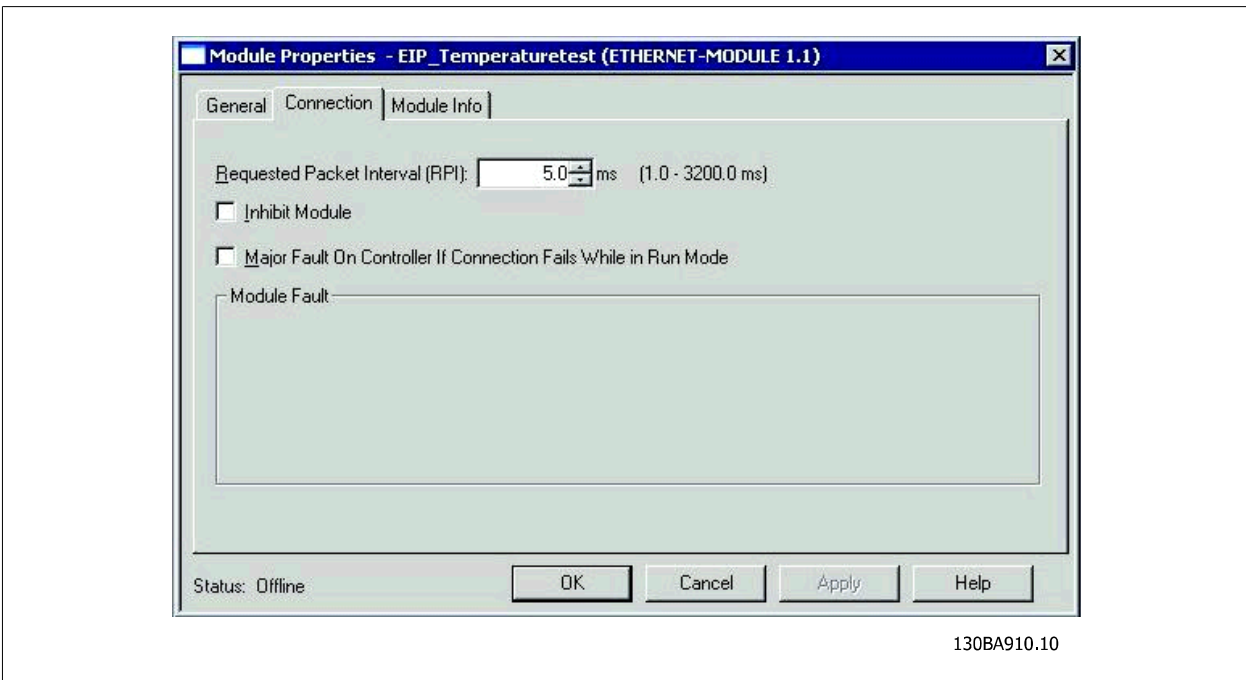 Module Properties - EIP_Temperaturetest (ETHERNET-MODULE 1.1)
General Connection Module Info
Requested Packet Interval (RPI): 5.0 ms (1.0 - 3200.0 ms)
Inhibit Module
Major Fault On Controller If Connection Fails While in Run Mode
Module Fault
Status: Offline OK Cancel Apply Help
130BA910.10